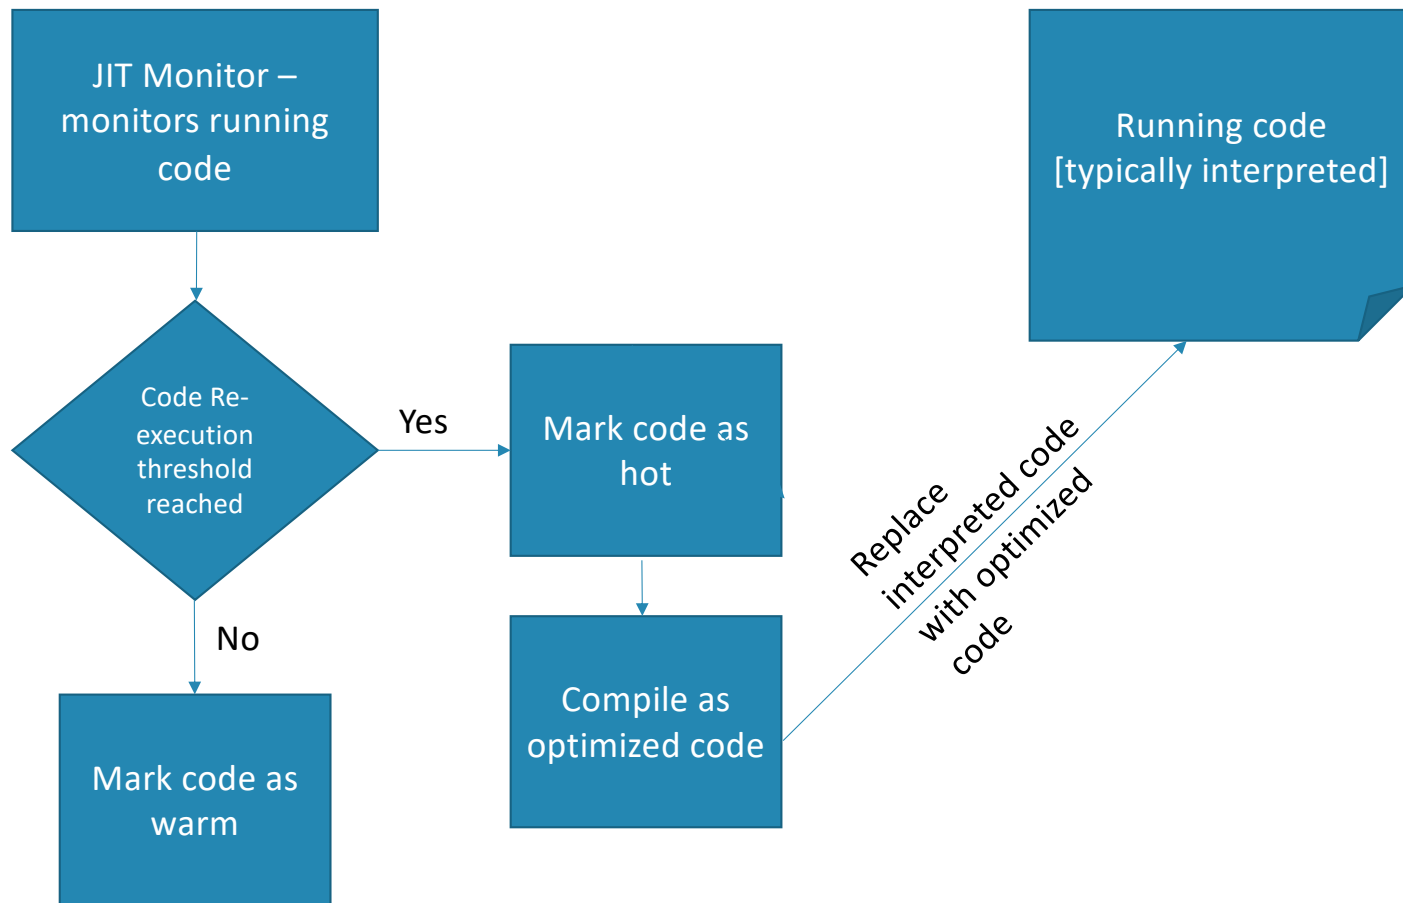 JIT Monitor –
monitors running
code
Running code
[typically interpreted]
Code Re-
execution
threshold
reached
Yes
Mark code as
hot
Replace
interpreted code
with optimized
code
No
Compile as
optimized code
Mark code as
warm